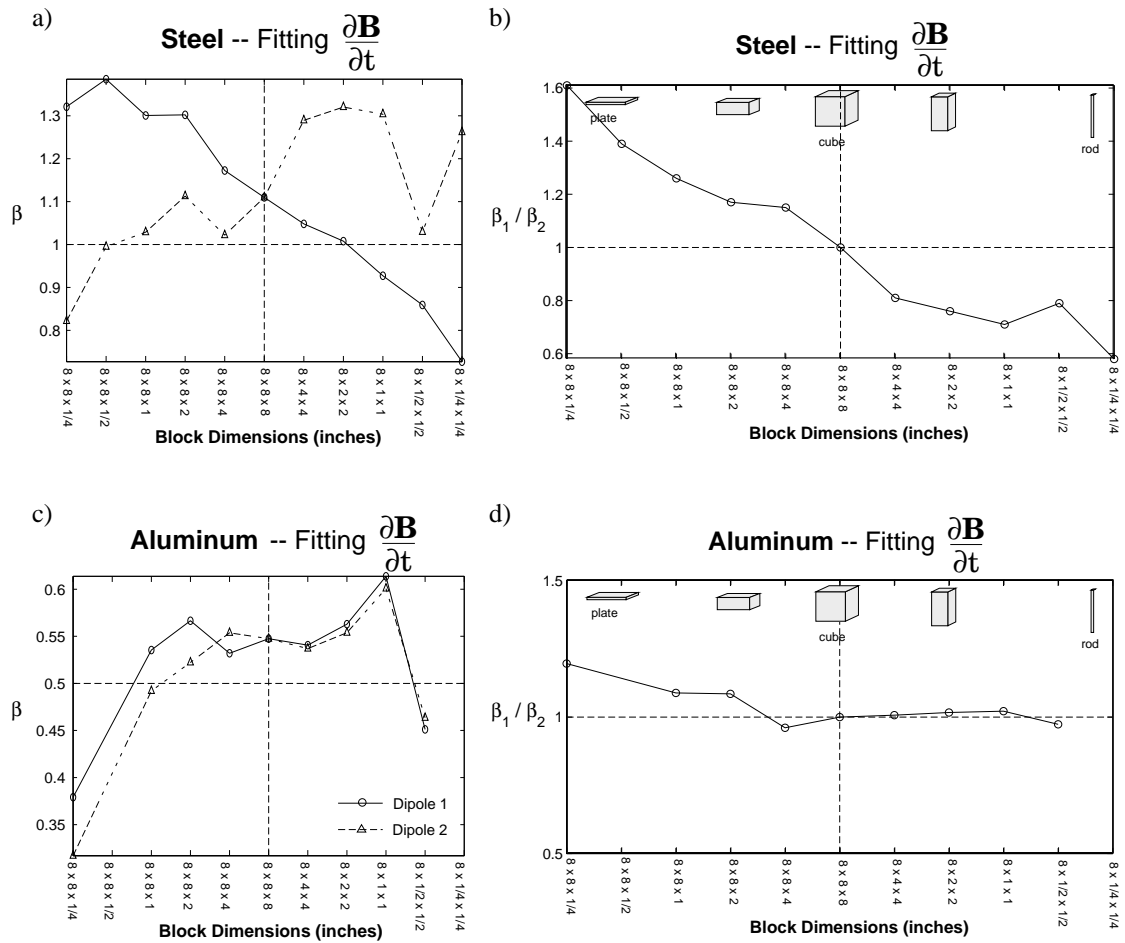 a)
Steel -- Fitting ∂B/∂t
β
1.3
1.2
1.1
1
0.9
0.8
8 x 8 x 1/4
8 x 8 x 1/2
8 x 8 x 1
8 x 8 x 2
8 x 8 x 4
8 x 8 x 8
8 x 4 x 4
8 x 2 x 2
8 x 1 x 1
8 x 1/2 x 1/2
8 x 1/4 x 1/4
Block Dimensions (inches)
b)
Steel -- Fitting ∂B/∂t
β1 / β2
1.6
1.4
1.2
1
0.8
0.6
plate
cube
rod
8 x 8 x 1/4
8 x 8 x 1/2
8 x 8 x 1
8 x 8 x 2
8 x 8 x 4
8 x 8 x 8
8 x 4 x 4
8 x 2 x 2
8 x 1 x 1
8 x 1/2 x 1/2
8 x 1/4 x 1/4
Block Dimensions (inches)
c)
Aluminum -- Fitting ∂B/∂t
β
0.6
0.55
0.5
0.45
0.4
0.35
Dipole 1
Dipole 2
8 x 8 x 1/4
8 x 8 x 1/2
8 x 8 x 1
8 x 8 x 2
8 x 8 x 4
8 x 8 x 8
8 x 4 x 4
8 x 2 x 2
8 x 1 x 1
8 x 1/2 x 1/2
8 x 1/4 x 1/4
Block Dimensions (inches)
d)
Aluminum -- Fitting ∂B/∂t
β1 / β2
1.5
1
0.5
plate
cube
rod
8 x 8 x 1/4
8 x 8 x 1/2
8 x 8 x 1
8 x 8 x 2
8 x 8 x 4
8 x 8 x 8
8 x 4 x 4
8 x 2 x 2
8 x 1 x 1
8 x 1/2 x 1/2
8 x 1/4 x 1/4
Block Dimensions (inches)